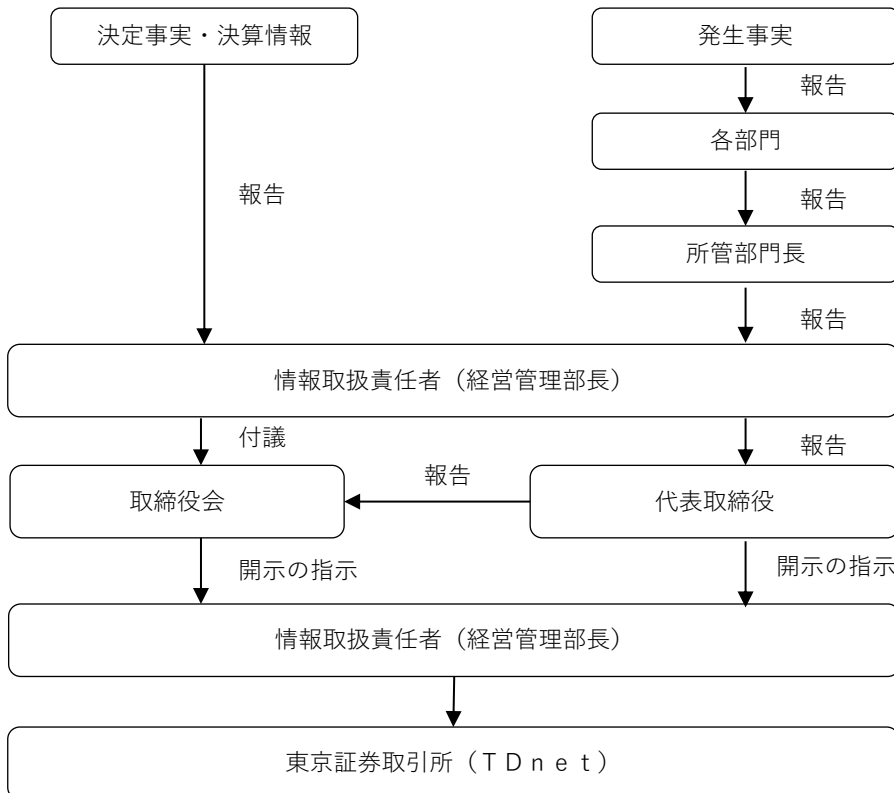 決定事実・決算情報
発生事実
報告
各部門
報告
報告
所管部門長
報告
情報取扱責任者（経営管理部長）
付議
報告
取締役会
報告
代表取締役
開示の指示
開示の指示
情報取扱責任者（経営管理部長）
東京証券取引所（ＴＤｎｅｔ）